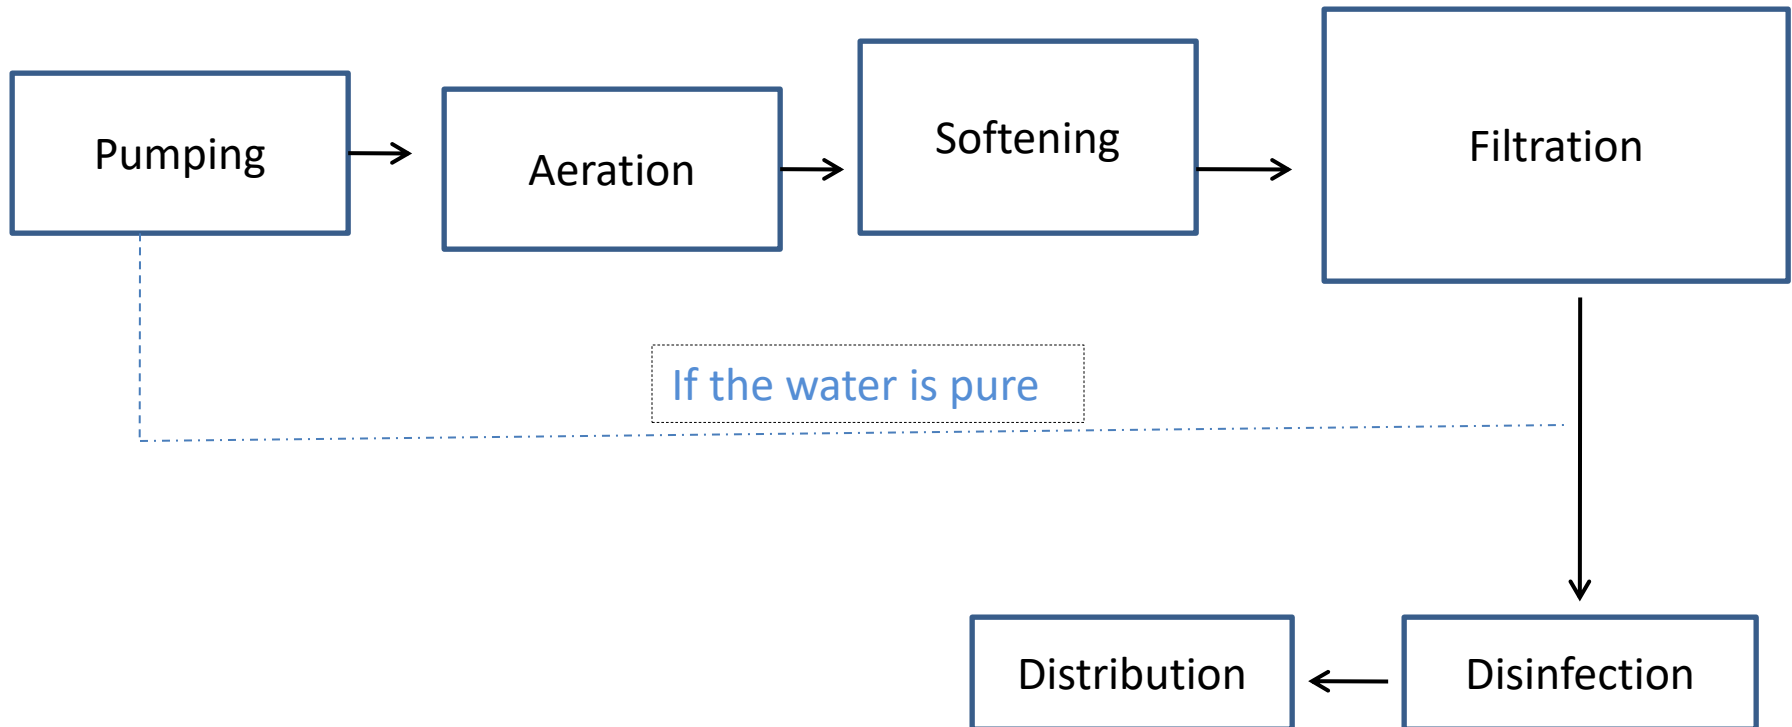 Pumping
Aeration
Softening
Filtration
If the water is pure
Distribution
Disinfection